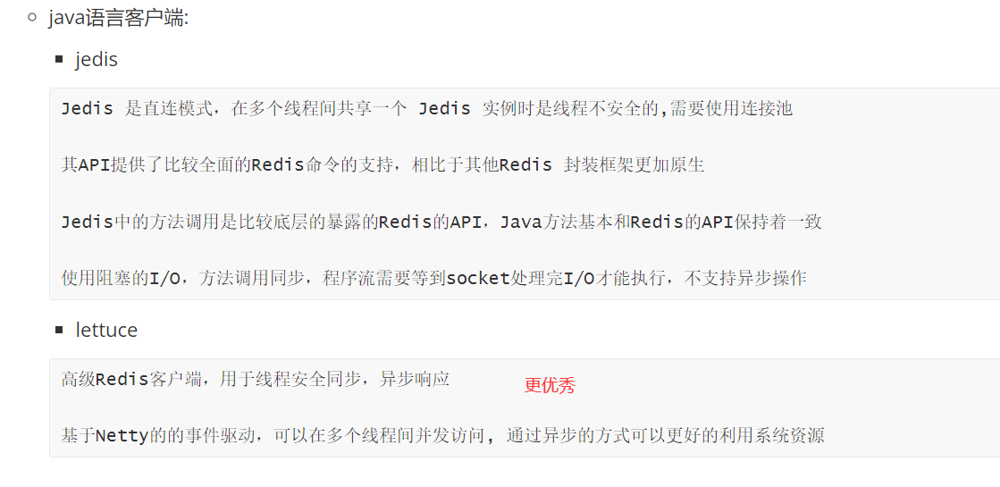 java语言客户端:
jedis
Jedis 是直连模式，在多个线程间共享一个 Jedis 实例时是线程不安全的,需要使用连接池
其API提供了比较全面的Redis命令的支持，相比于其他Redis 封装框架更加原生
Jedis中的方法调用是比较底层的暴露的Redis的API，Java方法基本和Redis的API保持着一致
使用阻塞的I/O，方法调用同步，程序流需要等到socket处理完I/O才能执行，不支持异步操作
lettuce
高级Redis客户端，用于线程安全同步，异步响应
更优秀
基于Netty的的事件驱动，可以在多个线程间并发访问, 通过异步的方式可以更好的利用系统资源